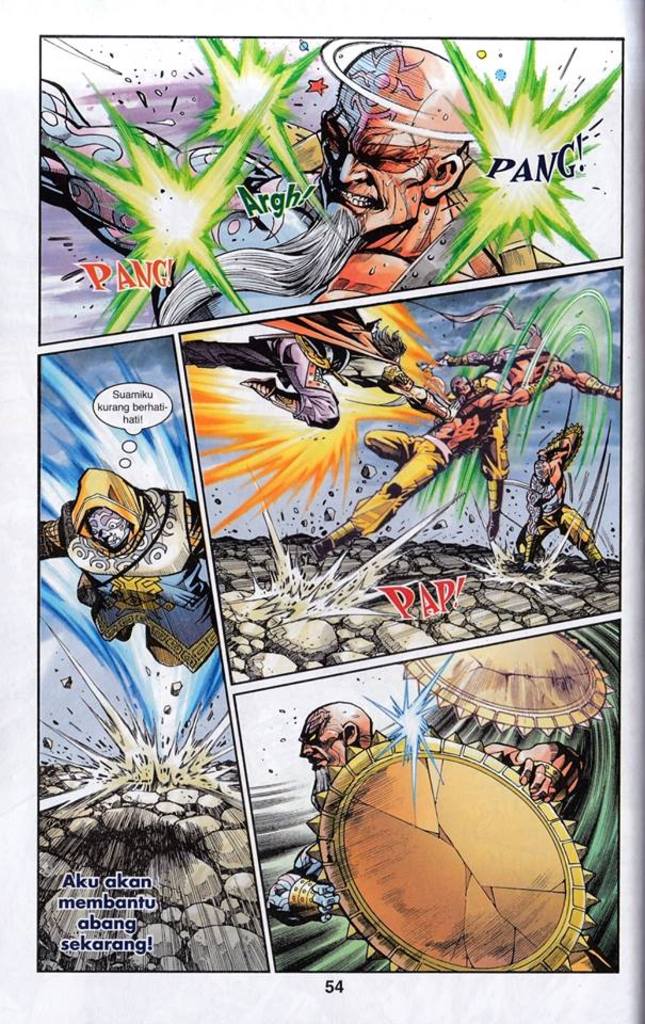 PANG!
Argh!
PANG!
Suamiku
kurang berhati-
hati!
PAP!
Aku akan
membantu
abang
sekarang!
54